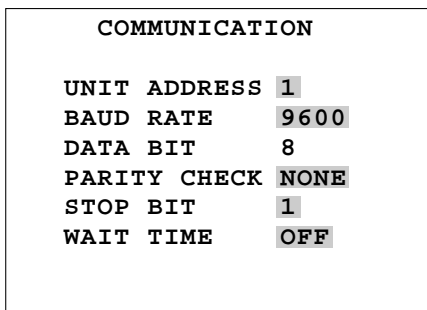 COMMUNICATION
UNIT ADDRESS 1
BAUD RATE 9600
DATA BIT 8
PARITY CHECK NONE
STOP BIT 1
WAIT TIME OFF